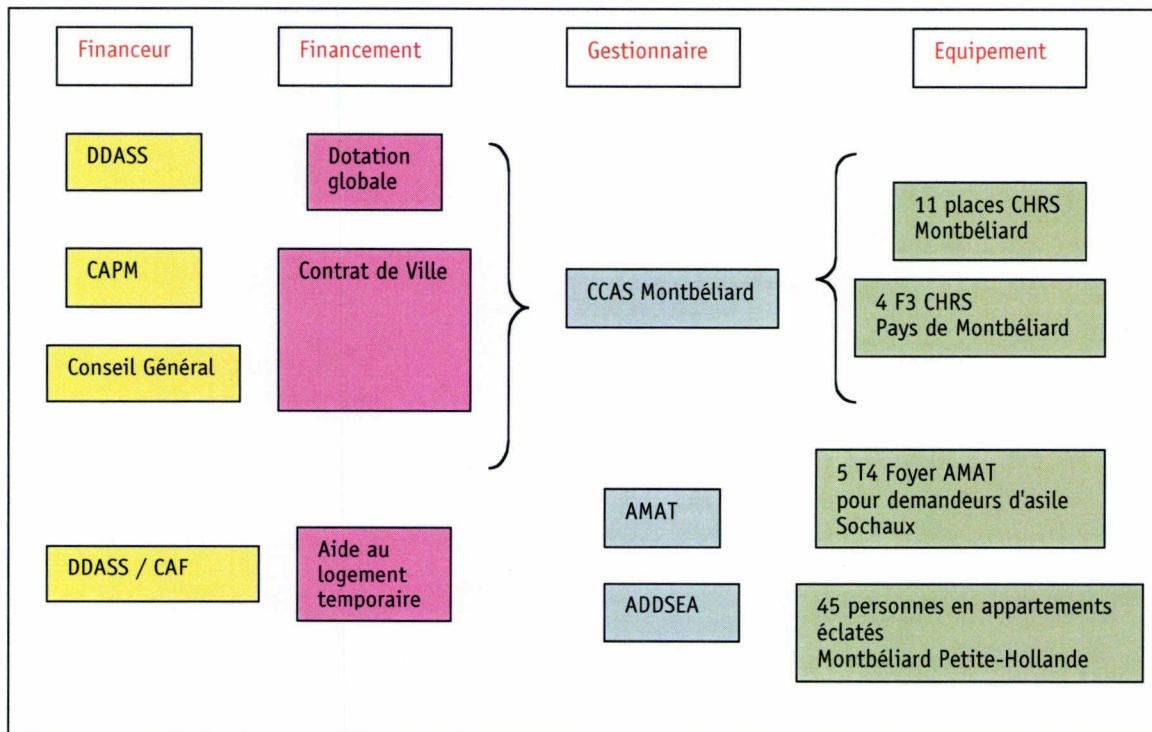 Financeur
Financement
Gestionnaire
Equipement
DDASS
Dotation
globale
11 places CHRS
Montbéliard
CAPM
Contrat de Ville
CCAS Montbéliard
4 F3 CHRS
Pays de Montbéliard
Conseil Général
5 T4 Foyer AMAT
pour demandeurs d'asile
Sochaux
AMAT
DDASS / CAF
Aide au
logement
temporaire
ADDSEA
45 personnes en appartements
éclatés
Montbéliard Petite-Hollande